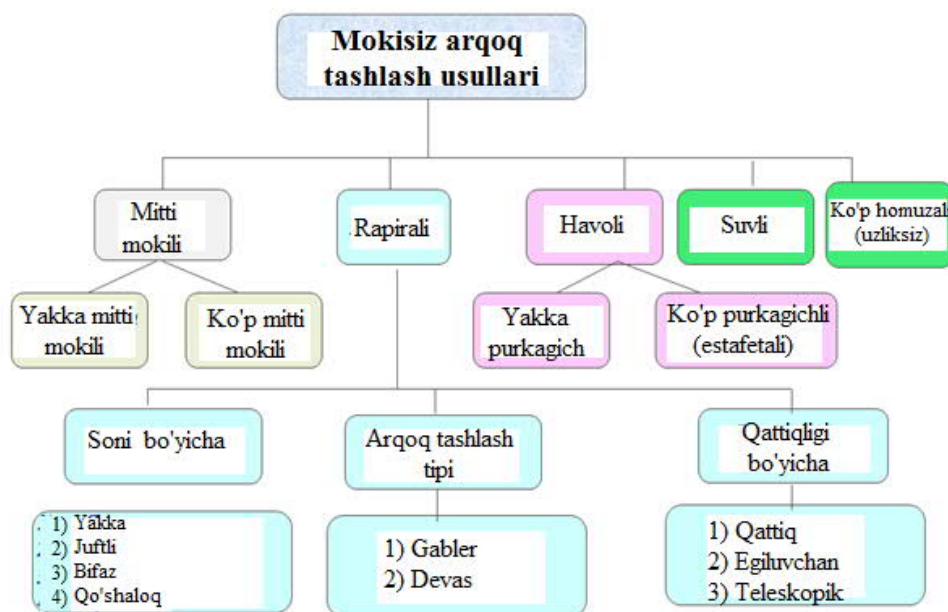 Mokisiz arqoq
tashlash usullari
Mitti
mokili
Rapirali
Havoli
Suvli
Ko'p homuzali
(uzliksiz)
Yakka mitti
mokili
Ko'p mitti
mokili
Yakka
purkagich
Ko'p purkagichli
(estafetali)
Soni bo'yicha
Arqoq tashlash
tipi
Qattiqligi
bo'yicha
1) Yakka
2) Juftli
3) Bifaz
4) Qo'shaloq
1) Gabler
2) Devas
1) Qattiq
2) Egiluvchan
3) Teleskopik